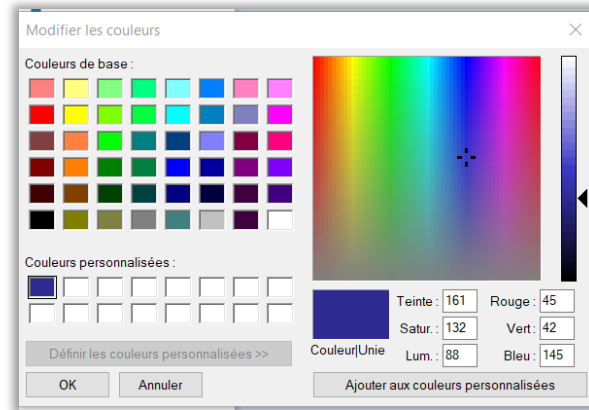 Modifier les couleurs
Couleurs de base :
Couleurs personnalisées :
Définir les couleurs personnalisées >>
OK Annuler
Couleur|Unie
Teinte : 161 Rouge : 45
Satur. : 132 Vert : 42
Lum. : 88 Bleu : 145
Ajouter aux couleurs personnalisées